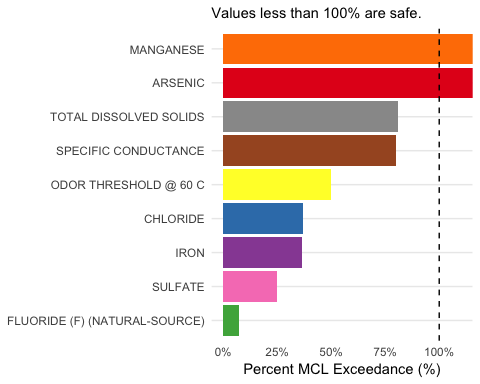 Values less than 100% are safe.
MANGANESE
ARSENIC
TOTAL DISSOLVED SOLIDS
SPECIFIC CONDUCTANCE
ODOR THRESHOLD @ 60 C
CHLORIDE
IRON
SULFATE
FLUORIDE (F) (NATURAL-SOURCE)
0% 25% 50% 75% 100%
Percent MCL Exceedance (%)